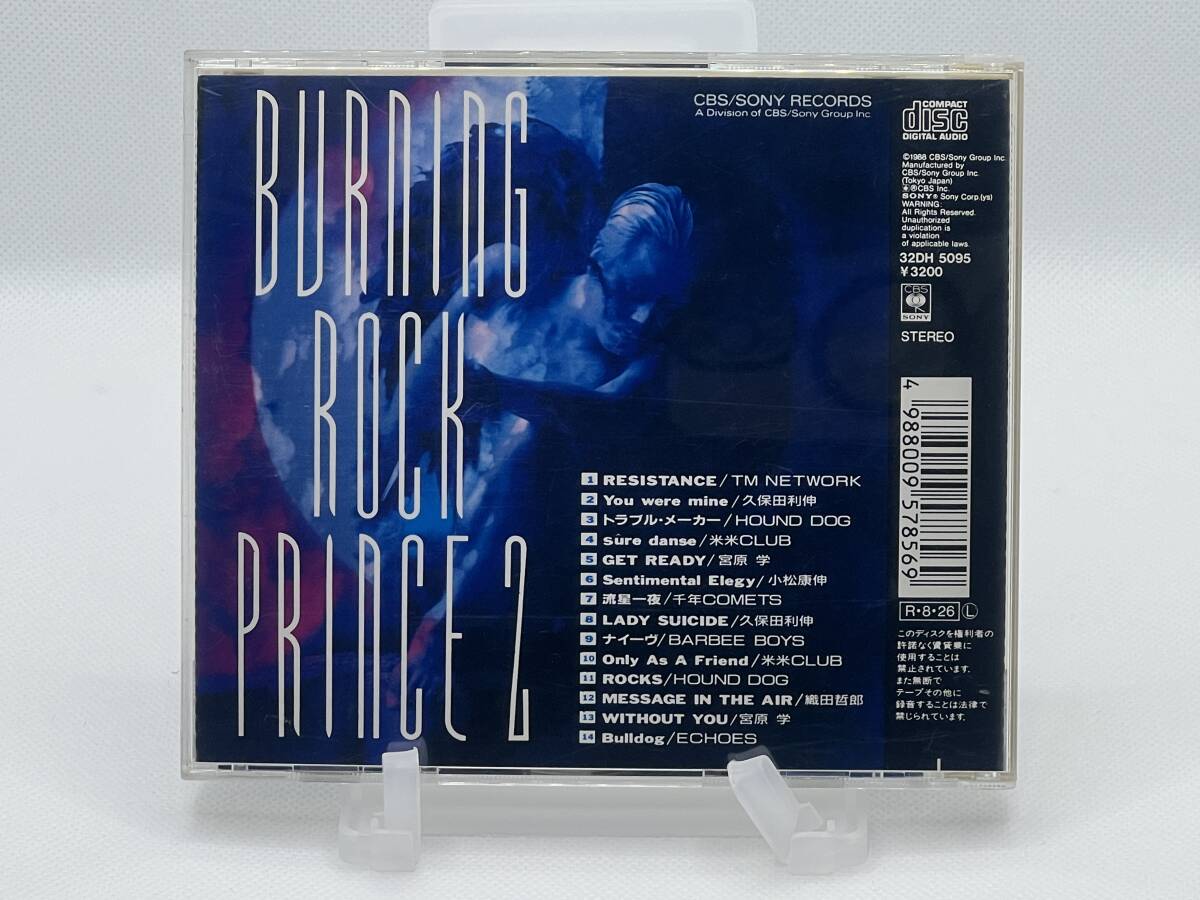 BURNING
ROCK
PRINCE 2
CBS/SONY RECORDS
A Division of CBS/Sony Group Inc.
COMPACT
disc
DIGITAL AUDIO
©1988 CBS/Sony Group Inc.
Manufactured by
CBS/Sony Group Inc.
(Tokyo Japan)
®CBS Inc.
SONY® Sony Corp.(ys)
WARNING:
All Rights Reserved.
Unauthorized
duplication is
a violation
of applicable laws.
32DH 5095
¥3200
CBS
SONY
STEREO
4 988009 578569
R・8・26 L
このディスクを権利者の
許諾なく賃貸業に
使用することは
禁止されています。
また無断で
テープその他に
録音することは法律で
禁じられています。
1 RESISTANCE/TM NETWORK
2 You were mine/久保田利伸
3 トラブル・メーカー/HOUND DOG
4 sûre danse/米米CLUB
5 GET READY/宮原 学
6 Sentimental Elegy/小松康伸
7 流星一夜/千年COMETS
8 LADY SUICIDE/久保田利伸
9 ナイーヴ/BARBEE BOYS
10 Only As A Friend/米米CLUB
11 ROCKS/HOUND DOG
12 MESSAGE IN THE AIR/織田哲郎
13 WITHOUT YOU/宮原 学
14 Bulldog/ECHOES